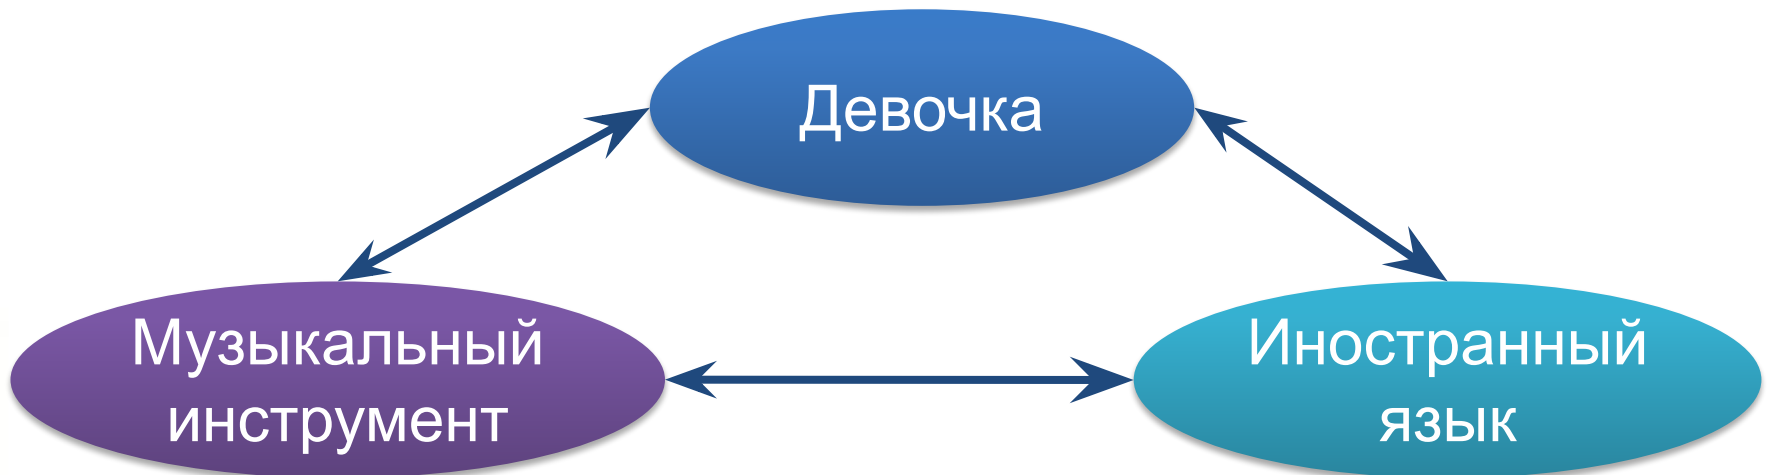 Девочка
Музыкальный
инструмент
Иностранный
язык